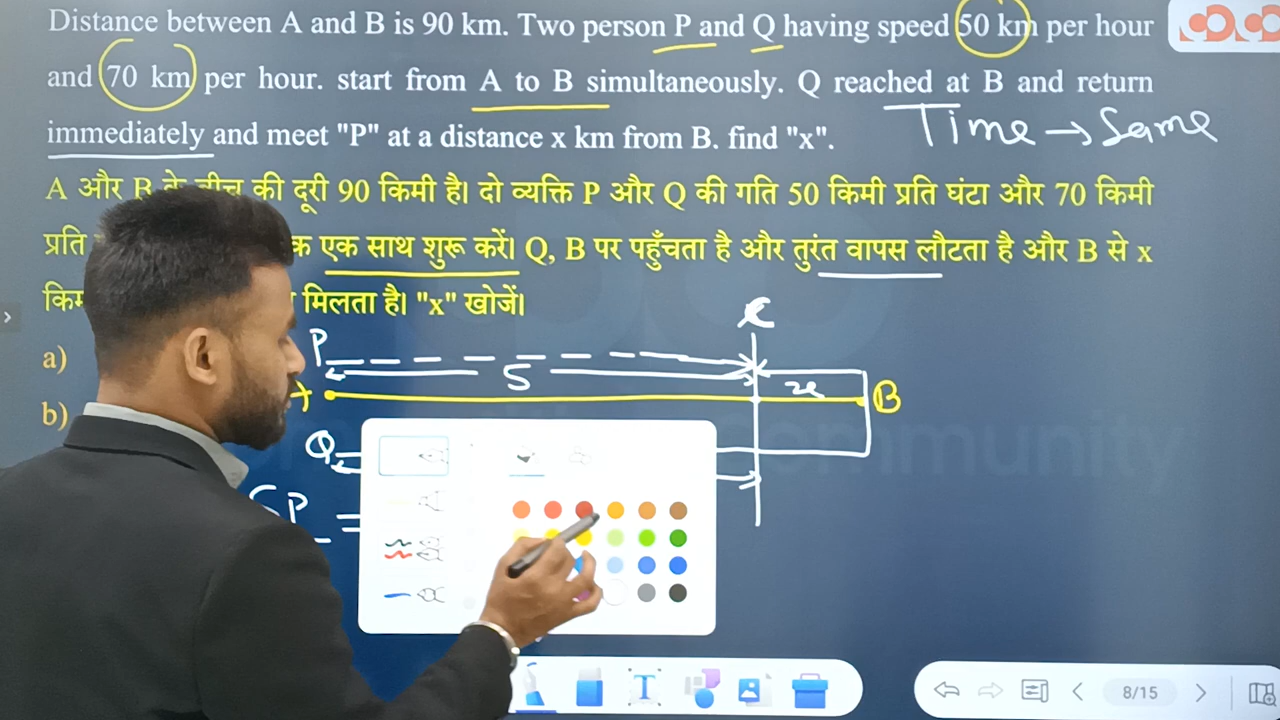 Distance between A and B is 90 km. Two person P and Q having speed 50 km per hour
and 70 km per hour. start from A to B simultaneously. Q reached at B and return
immediately and meet "P" at a distance x km from B. find "x".
Time → Same
A और B के बीच की दूरी 90 किमी है। दो व्यक्ति P और Q की गति 50 किमी प्रति घंटा और 70 किमी
प्रति एक साथ शुरू करें। Q, B पर पहुँचता है और तुरंत वापस लौटता है और B से x
मिलता है। "x" खोजें।
a)
P
S
x
B
b)
Q
SP =
community
8/15